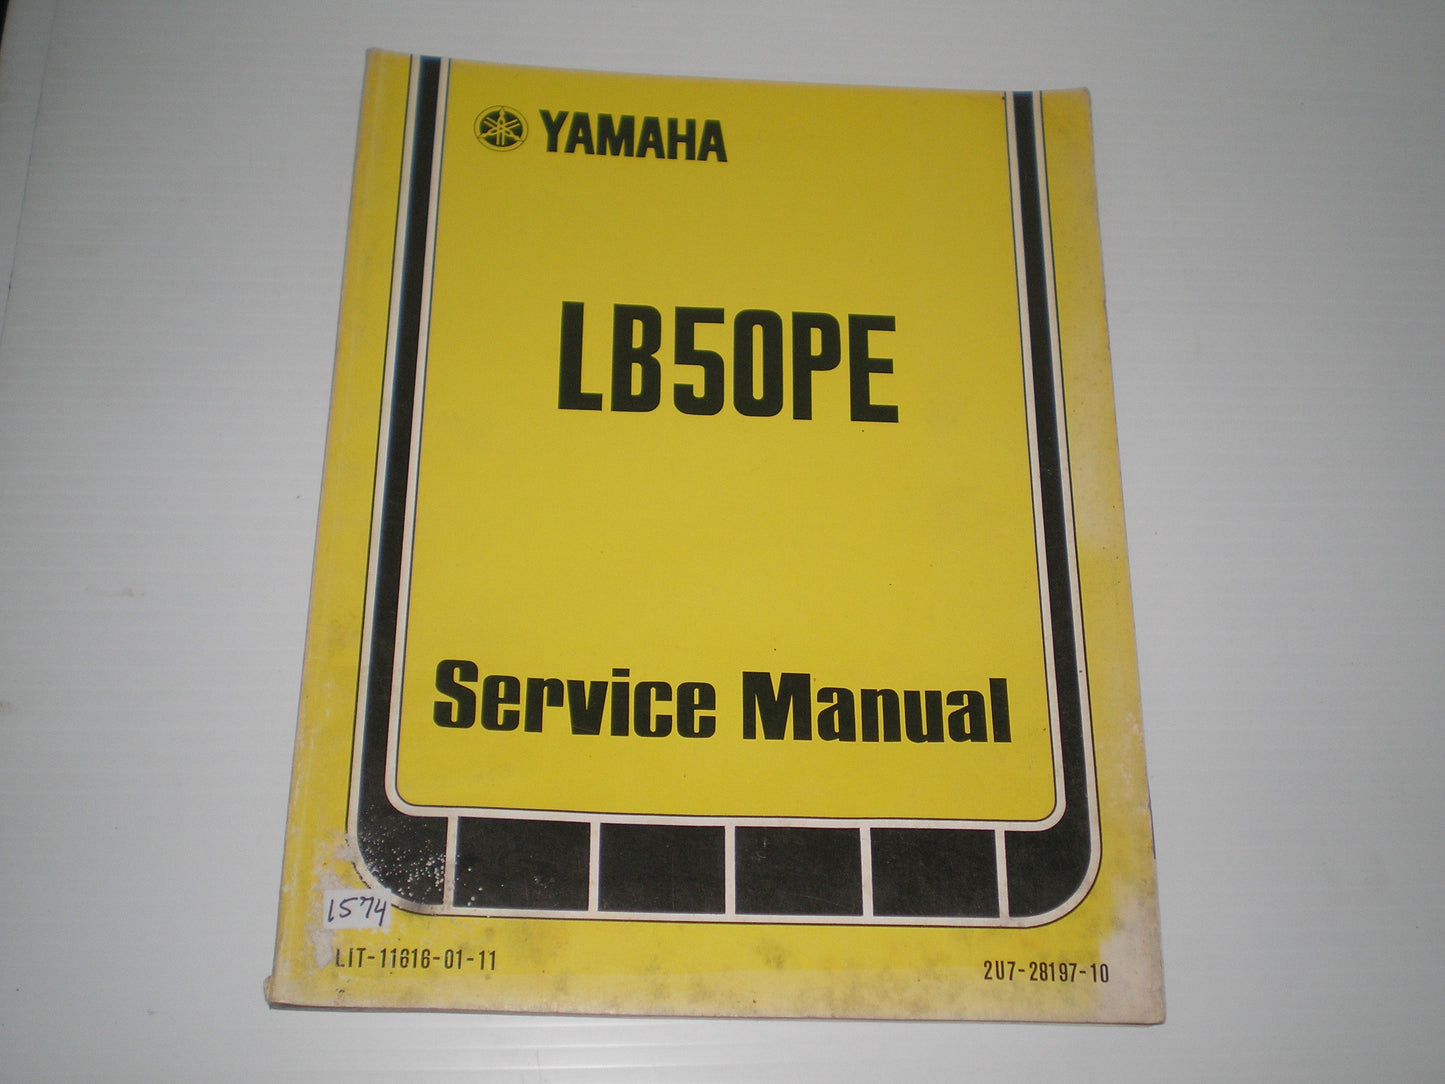 YAMAHA
LB50PE
Service Manual
1574
LIT-11616-01-11
2U7-28197-10